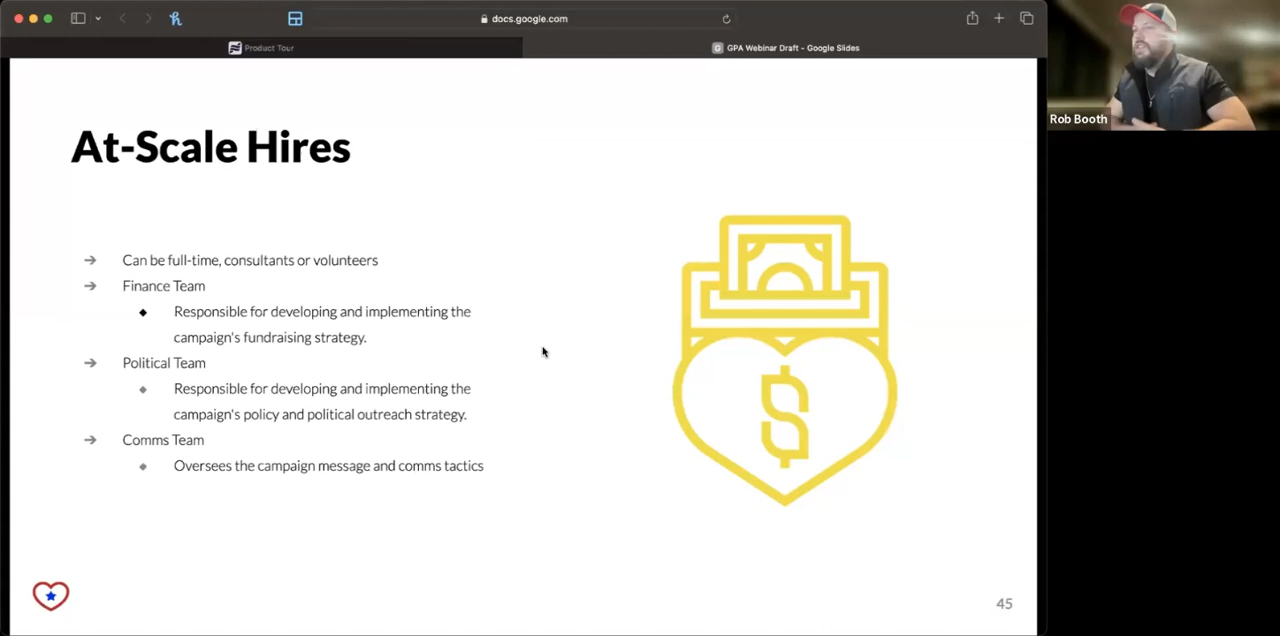 docs.google.com
Product Tour
GPA Webinar Draft - Google Slides
Rob Booth
At-Scale Hires
→ Can be full-time, consultants or volunteers
→ Finance Team
◆ Responsible for developing and implementing the
campaign's fundraising strategy.
→ Political Team
◆ Responsible for developing and implementing the
campaign's policy and political outreach strategy.
→ Comms Team
◆ Oversees the campaign message and comms tactics
$
45